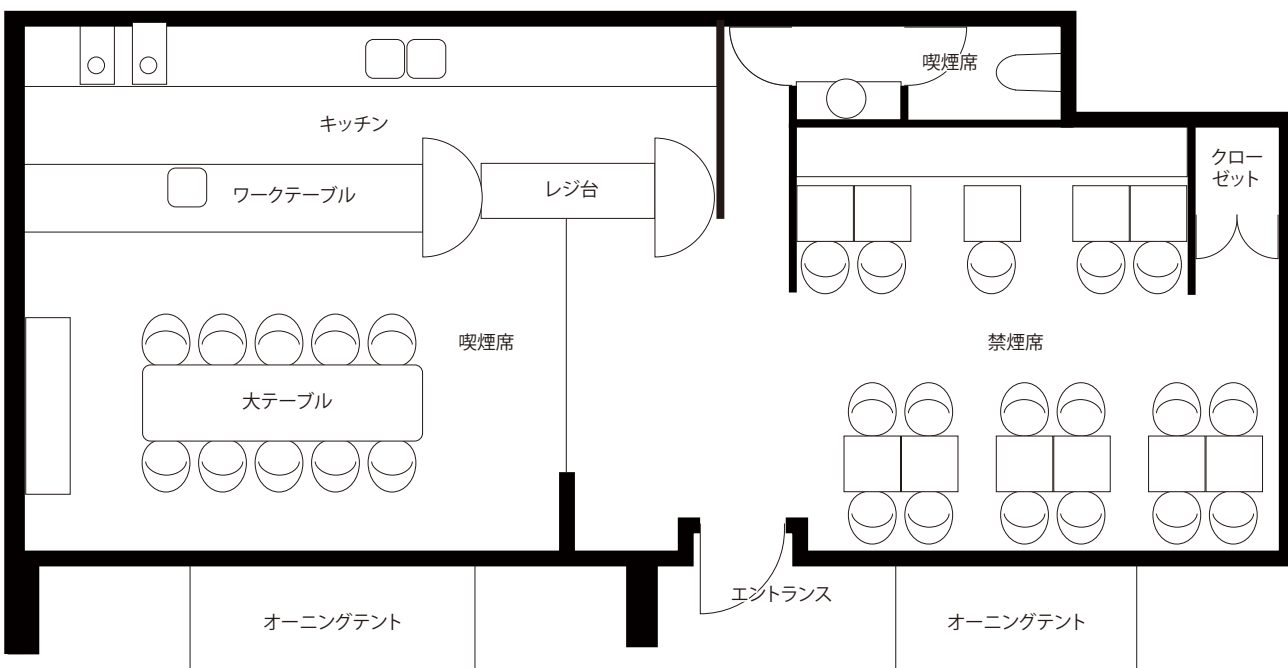 喫煙席
キッチン
クロー
ゼット
ワークテーブル
レジ台
喫煙席
禁煙席
大テーブル
エントランス
オーニングテント
オーニングテント